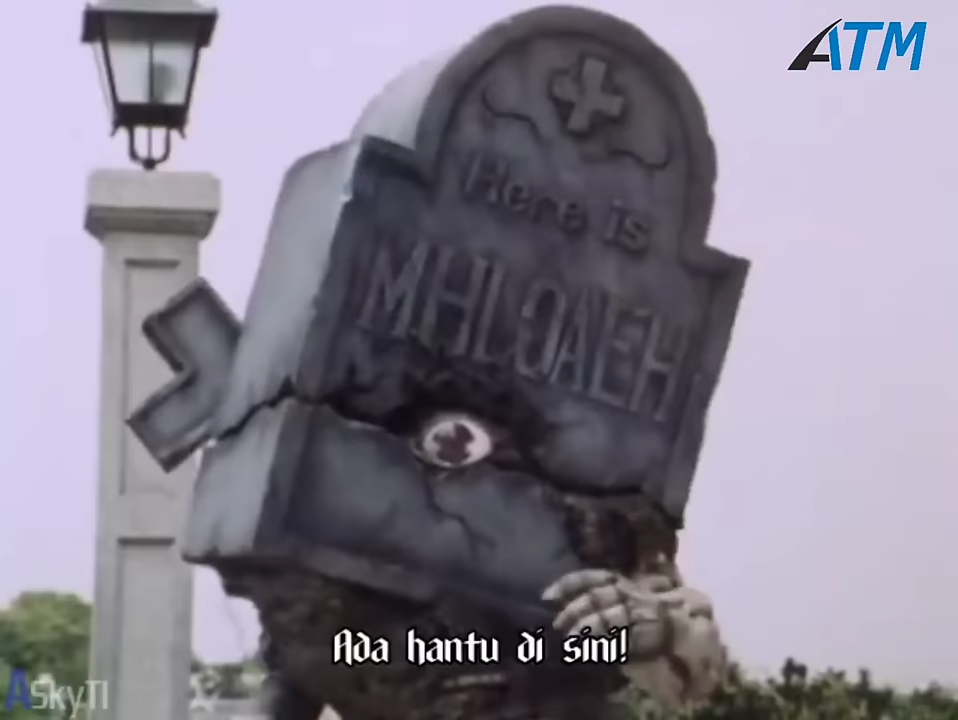 ATM
Here is
MHLOAEH
Ada hantu di sini!
ASkyTI